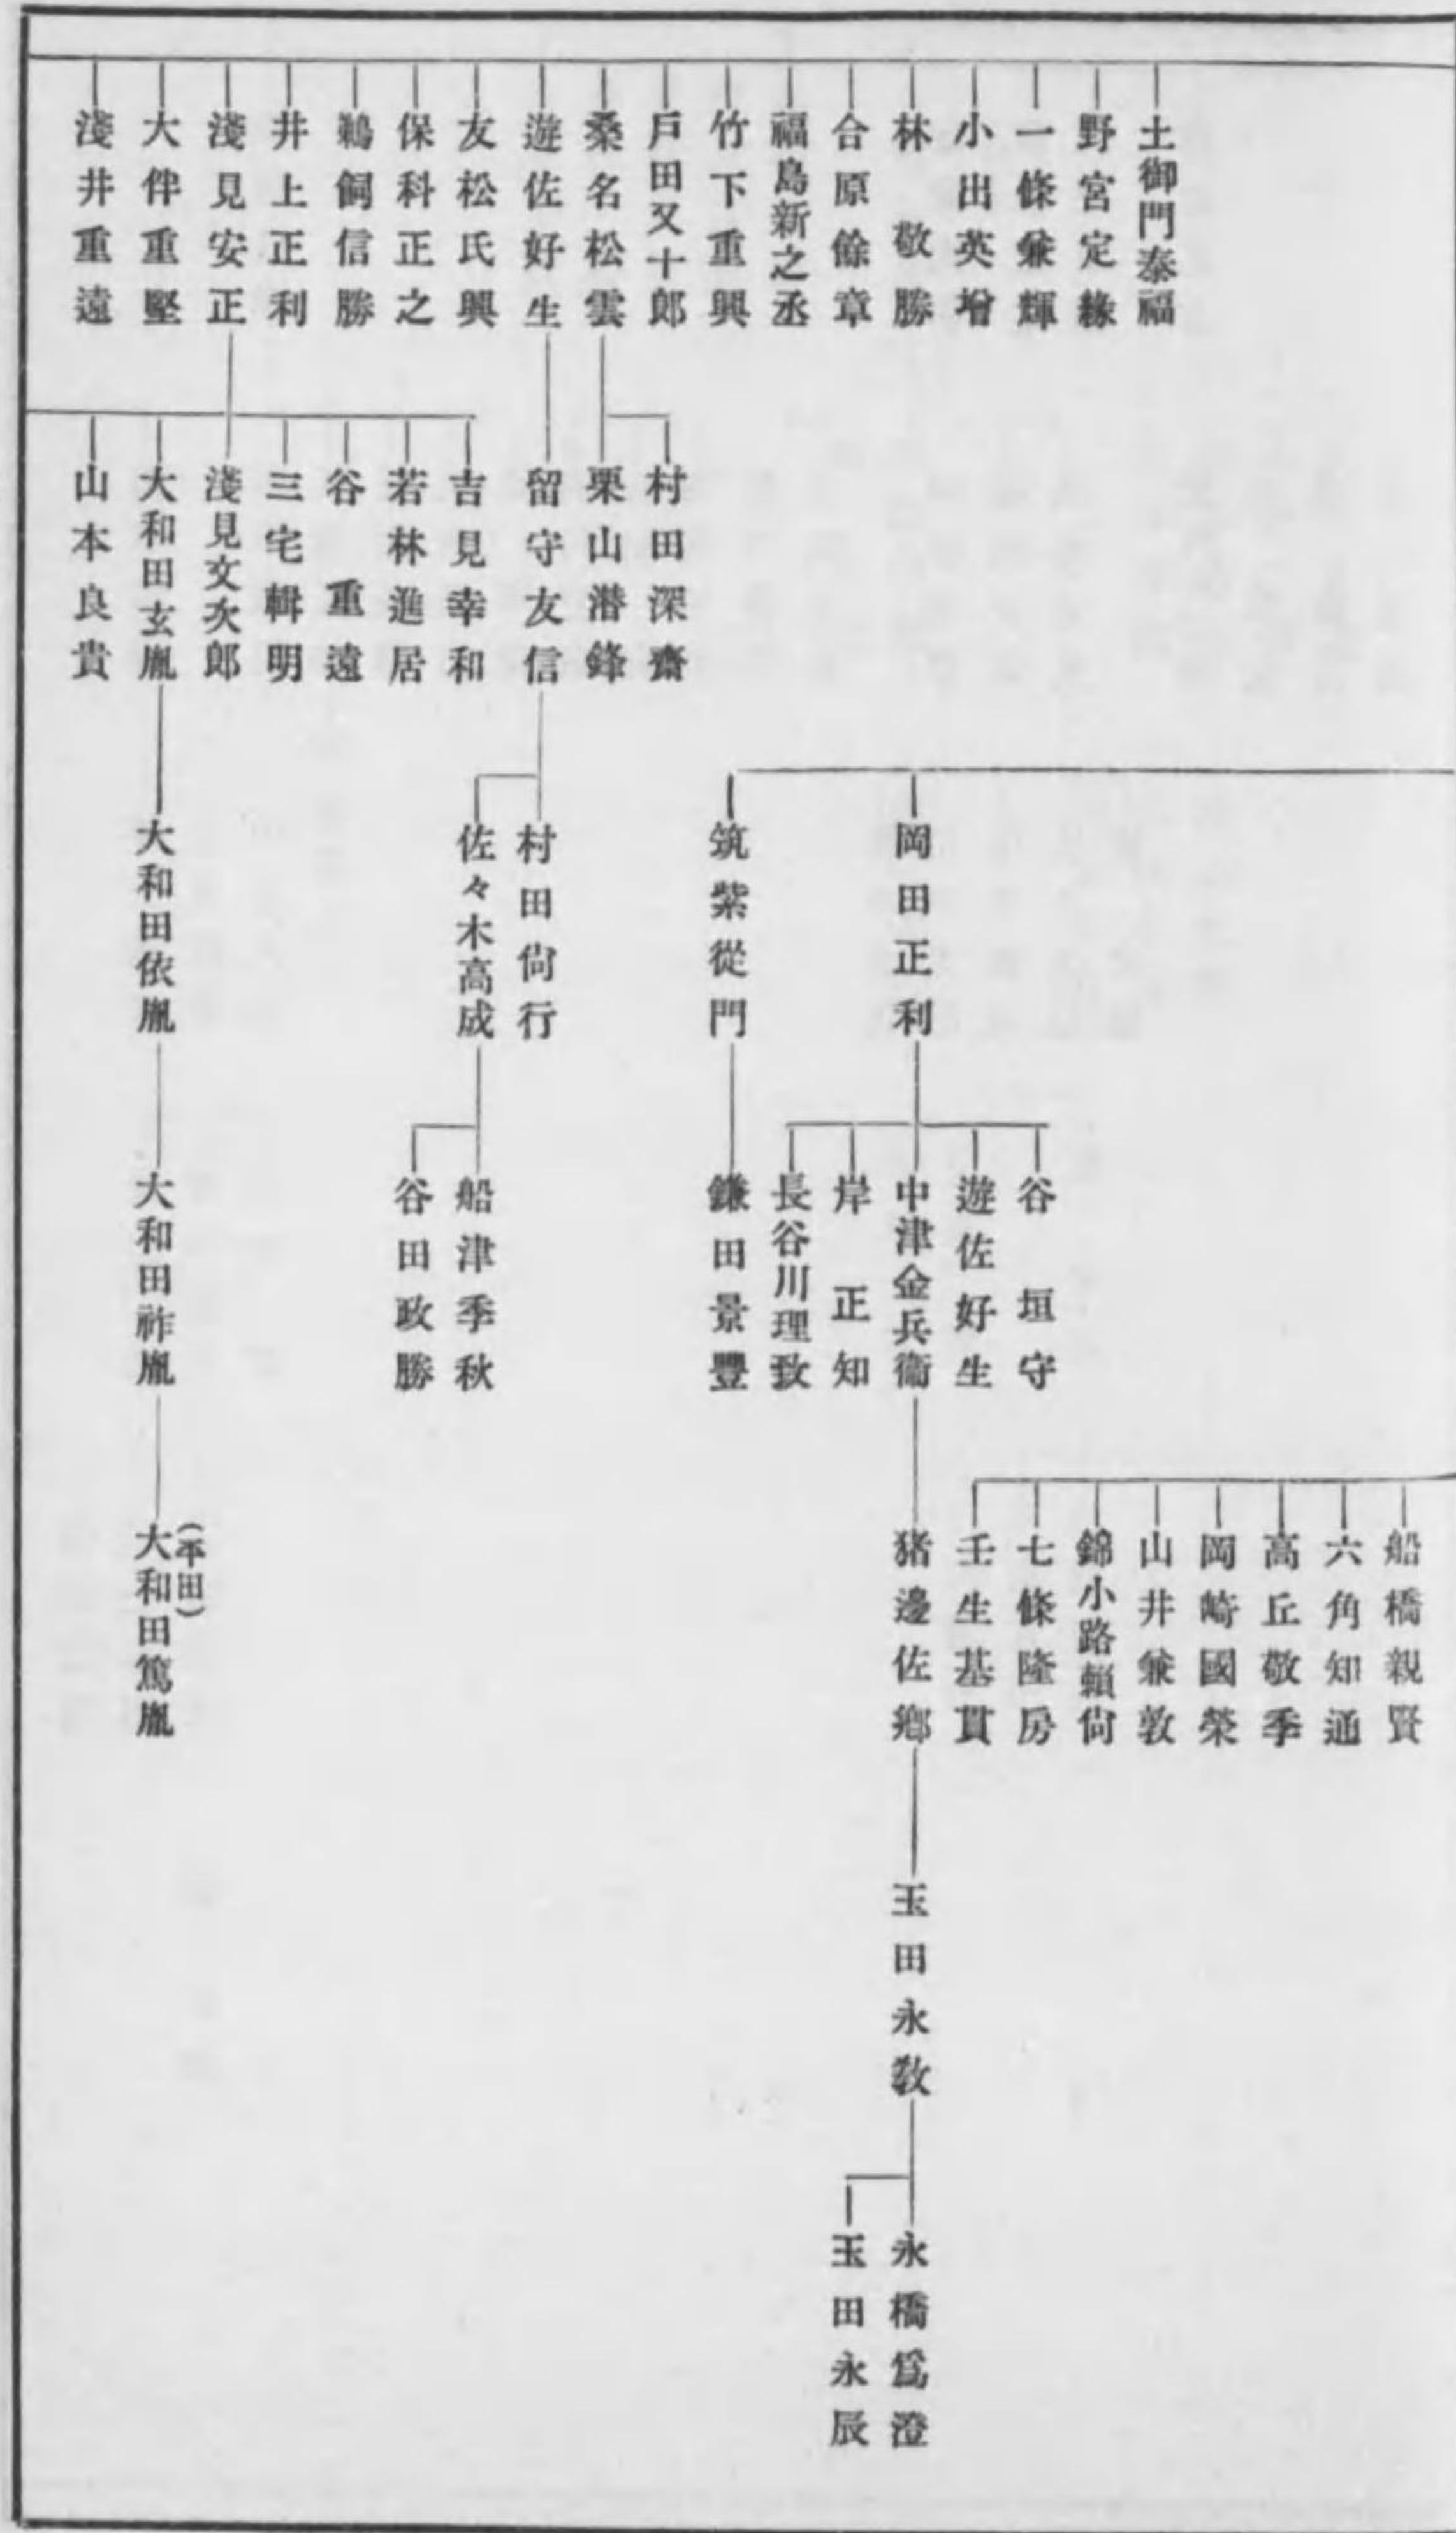 土御門泰福
野宮定緣
一條兼輝
小出英增
林敬勝
合原餘章
福島新之丞
竹下重興
戶田又十郎
桑名松雲
遊佐好生
友松氏興
保科正之
鵜飼信勝
井上正利
淺見安正
大伴重堅
淺井重遠
村田深齋
栗山潜鋒
留守友信
吉見幸和
若林進居
谷重遠
三宅輯明
淺見文次郎
大和田玄胤
山本良貴
岡田正利
筑紫從門
村田尙行
佐々木高成
大和田依胤
谷垣守
遊佐好生
中津金兵衞
岸正知
長谷川理致
鎌田景豐
船津季秋
谷田政勝
大和田祚胤
船橋親賢
六角知通
高丘敬季
岡崎國榮
山井兼敦
錦小路賴尙
七條隆房
壬生基貫
猪邊佐鄕
(平田)
大和田篤胤
玉田永敎
永橋爲澄
玉田永辰